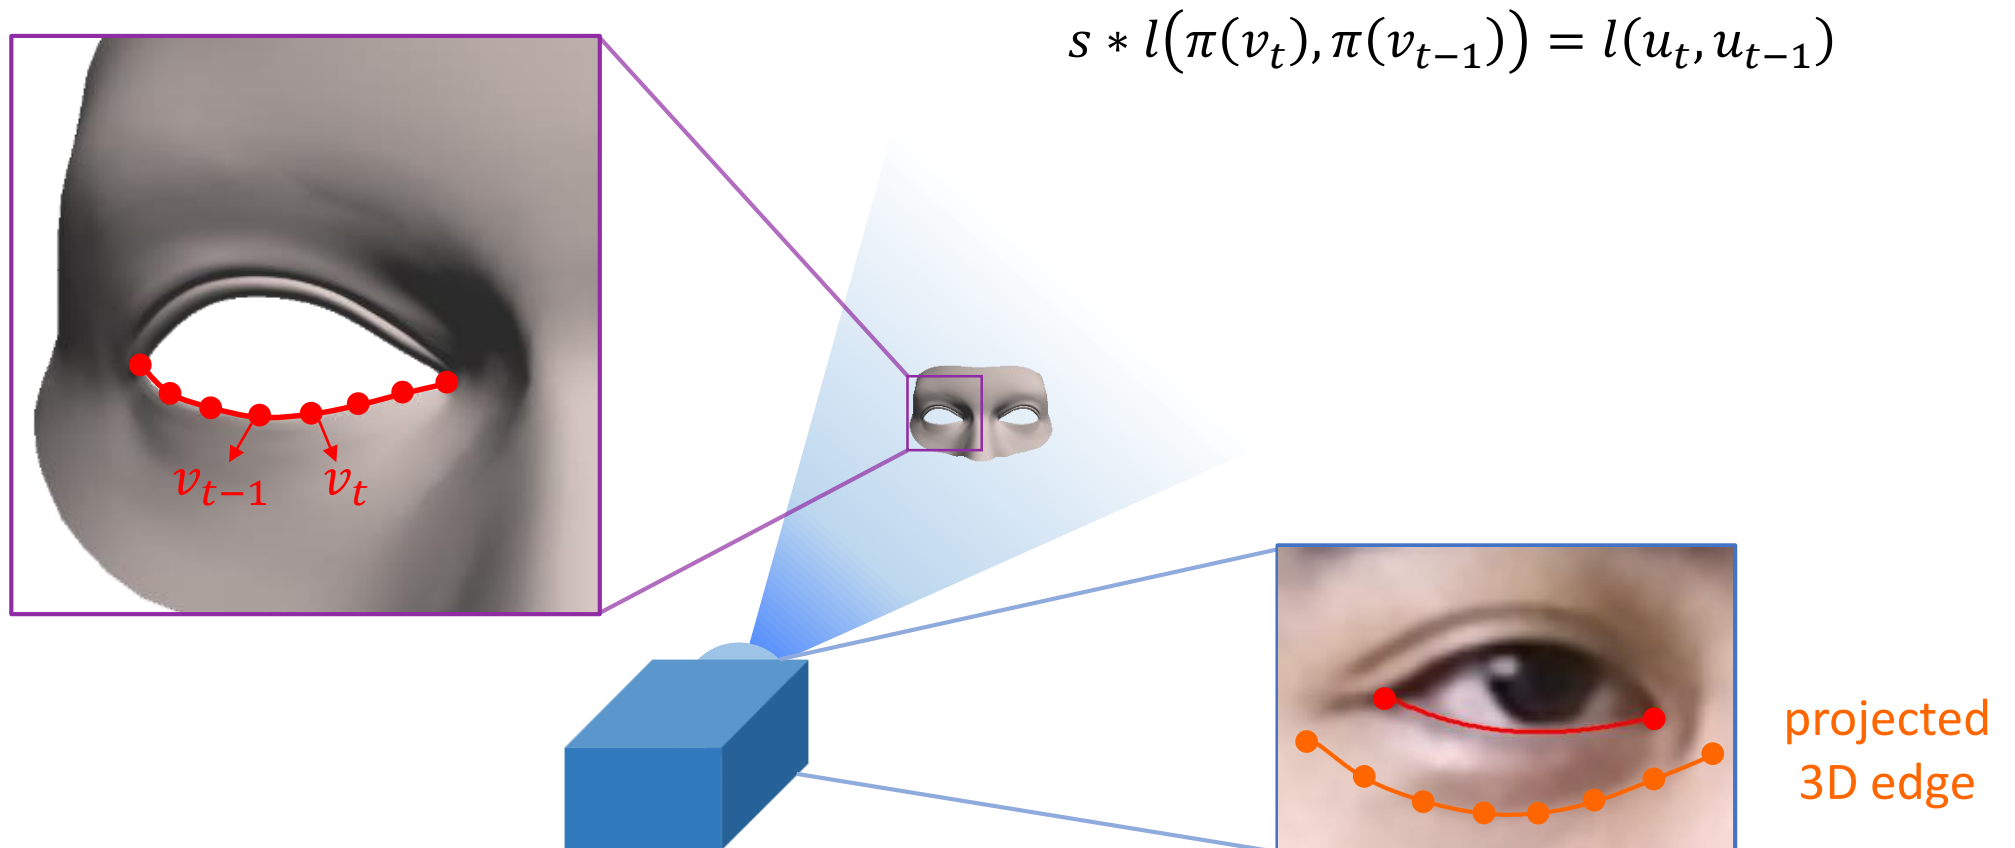 s ∗ l(π(v_t), π(v_{t−1})) = l(u_t, u_{t−1})
v_{t−1} v_t
projected
3D edge